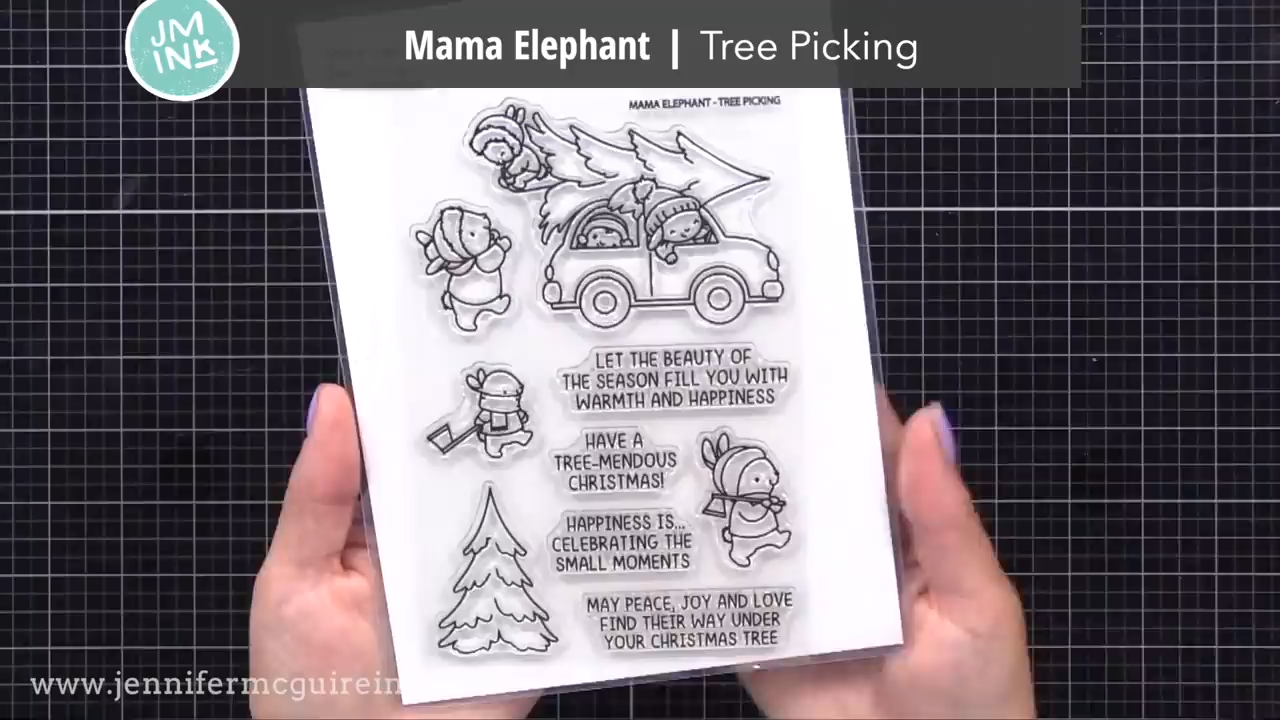 JM
INK
Mama Elephant | Tree Picking
MAMA ELEPHANT - TREE PICKING
LET THE BEAUTY OF
THE SEASON FILL YOU WITH
WARMTH AND HAPPINESS
HAVE A
TREE-MENDOUS
CHRISTMAS!
HAPPINESS IS...
CELEBRATING THE
SMALL MOMENTS
MAY PEACE, JOY AND LOVE
FIND THEIR WAY UNDER
YOUR CHRISTMAS TREE
www.jennifermcguirein